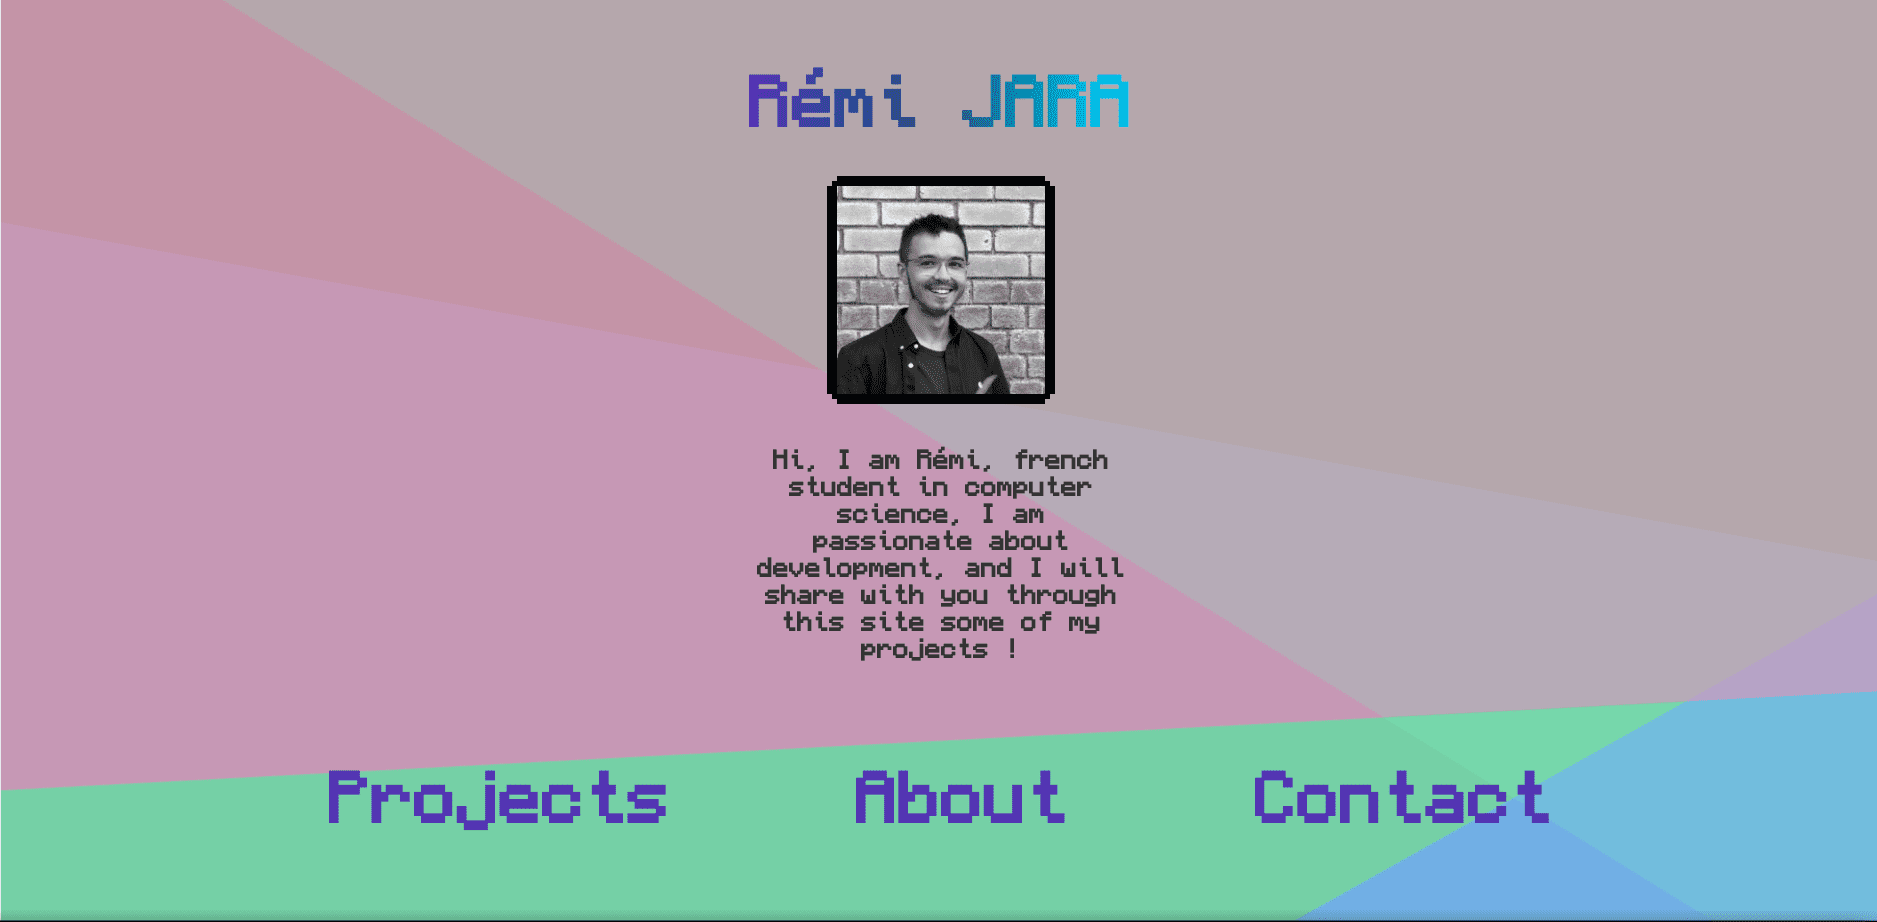 Rémi JARA
Hi, I am Rémi, french
student in computer
science, I am
passionate about
development, and I will
share with you through
this site some of my
projects !
Projects About Contact